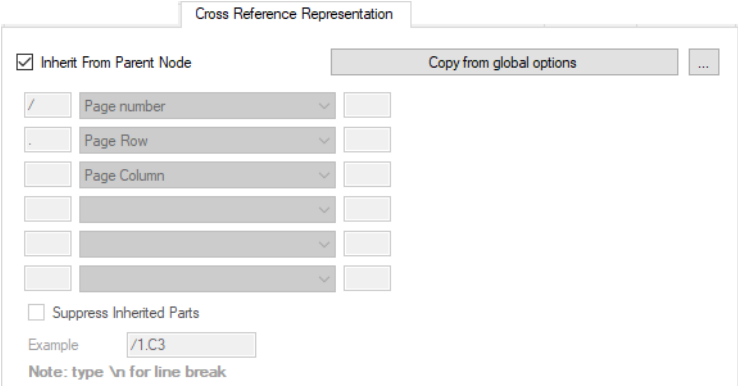 Cross Reference Representation
Inherit From Parent Node Copy from global options ...
/ Page number
. Page Row
Page Column
Suppress Inherited Parts
Example /1.C3
Note: type \n for line break